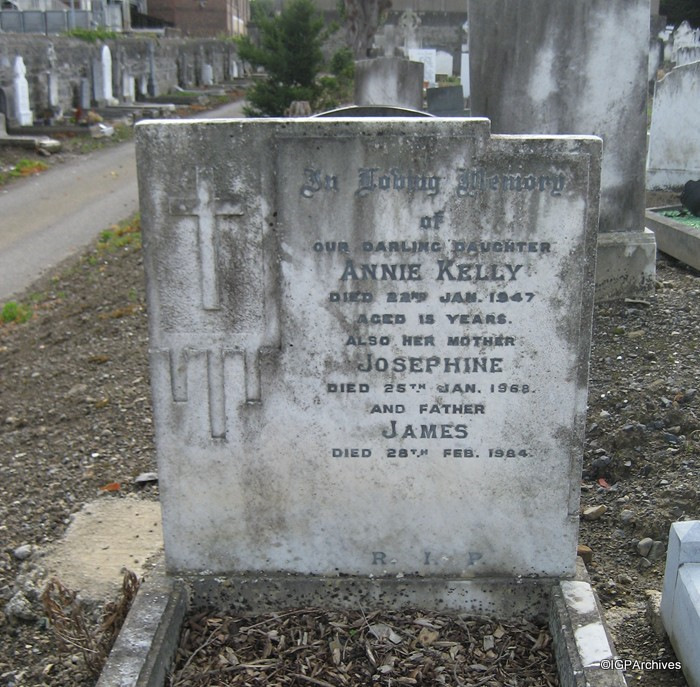 In Loving Memory
OF
OUR DARLING DAUGHTER
ANNIE KELLY
DIED 22ND JAN. 1947
AGED 15 YEARS.
ALSO HER MOTHER
JOSEPHINE
DIED 25TH JAN. 1968.
AND FATHER
JAMES
DIED 28TH FEB. 1984.
R. I. P
©IGPArchives